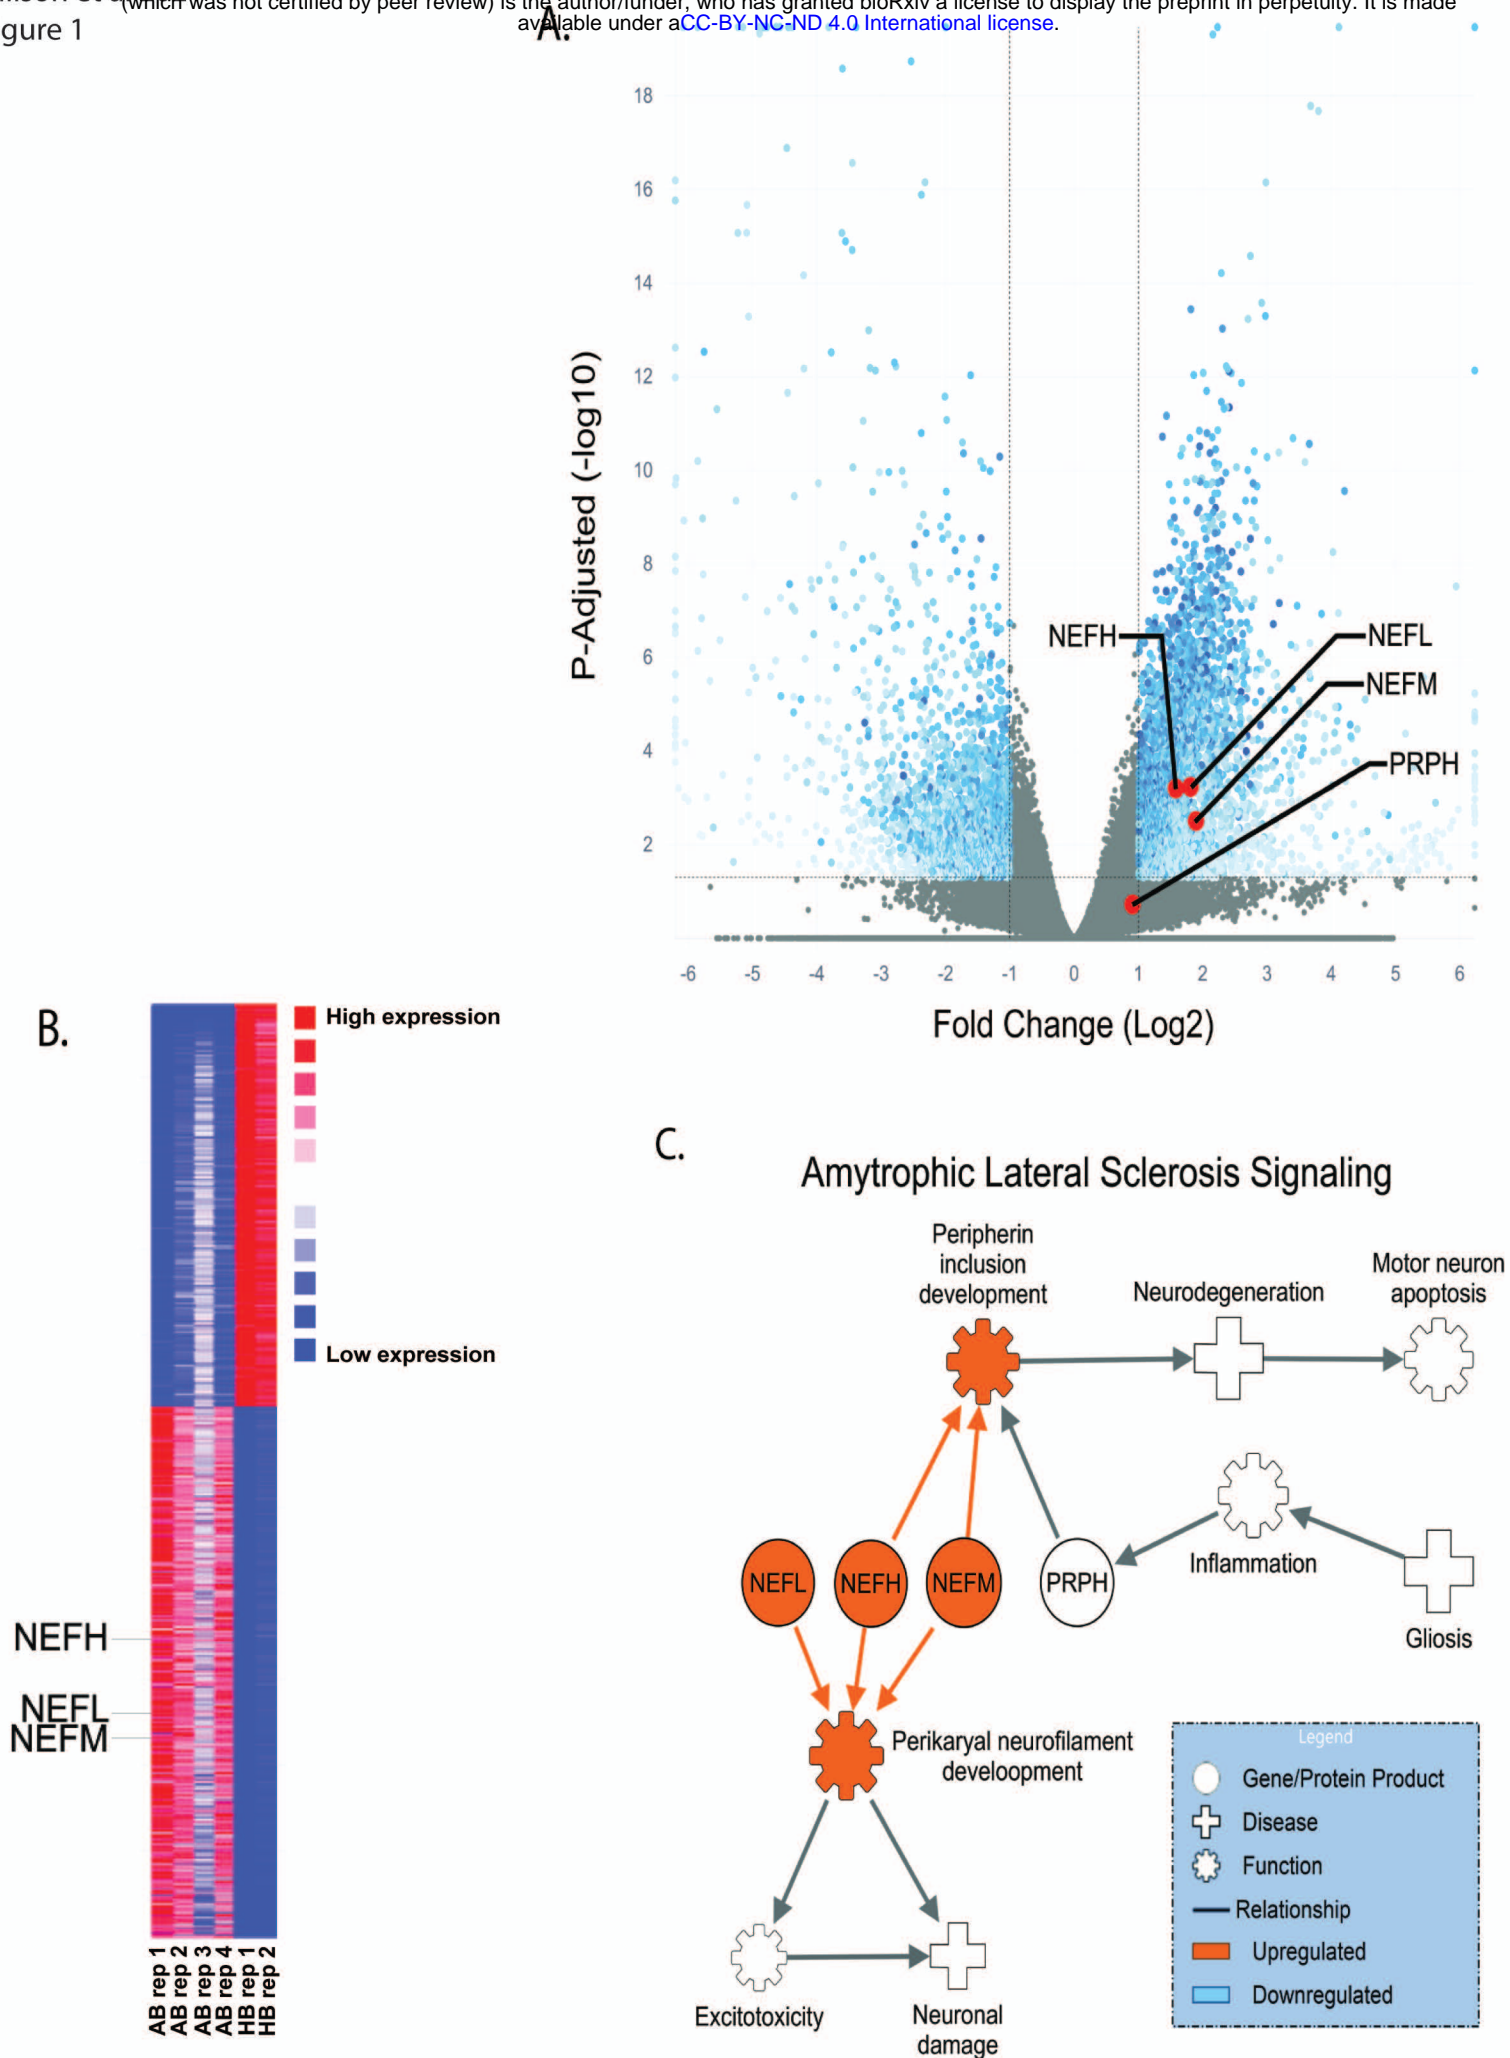 (which was not certified by peer review) is the author/funder, who has granted bioRxiv a license to display the preprint in perpetuity. It is made
available under aCC-BY-NC-ND 4.0 International license.
gure 1
A.
18
16
14
12
10
8
6
4
2
P-Adjusted (-log10)
NEFH
NEFL
NEFM
PRPH
-6 -5 -4 -3 -2 -1 0 1 2 3 4 5 6
Fold Change (Log2)
B.
High expression
Low expression
NEFH
NEFL
NEFM
AB rep 1
AB rep 2
AB rep 3
AB rep 4
HB rep 1
HB rep 2
C.
Amytrophic Lateral Sclerosis Signaling
Peripherin
inclusion
development
Neurodegeneration
Motor neuron
apoptosis
NEFL
NEFH
NEFM
PRPH
Inflammation
Gliosis
Perikaryal neurofilament
develoopment
Excitotoxicity
Neuronal
damage
Legend
Gene/Protein Product
Disease
Function
Relationship
Upregulated
Downregulated